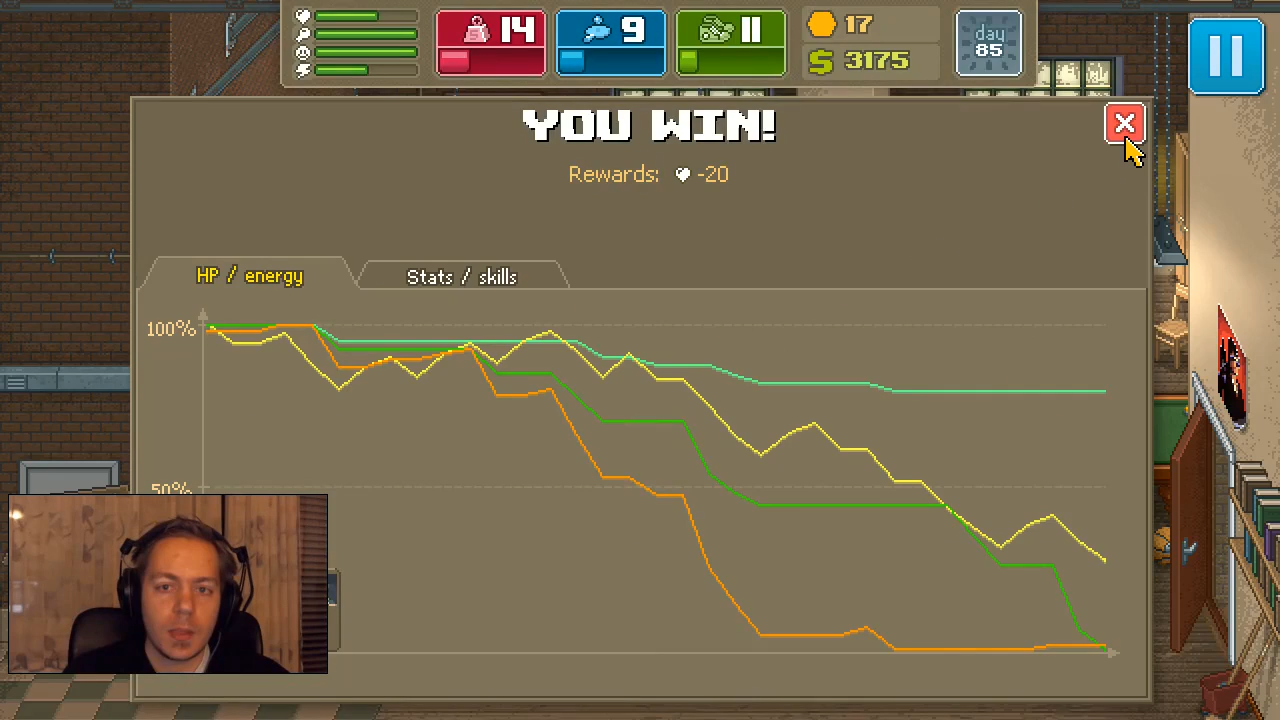 14
9
11
17
3175
day
85
YOU WIN!
Rewards: -20
HP / energy
Stats / skills
100%
50%